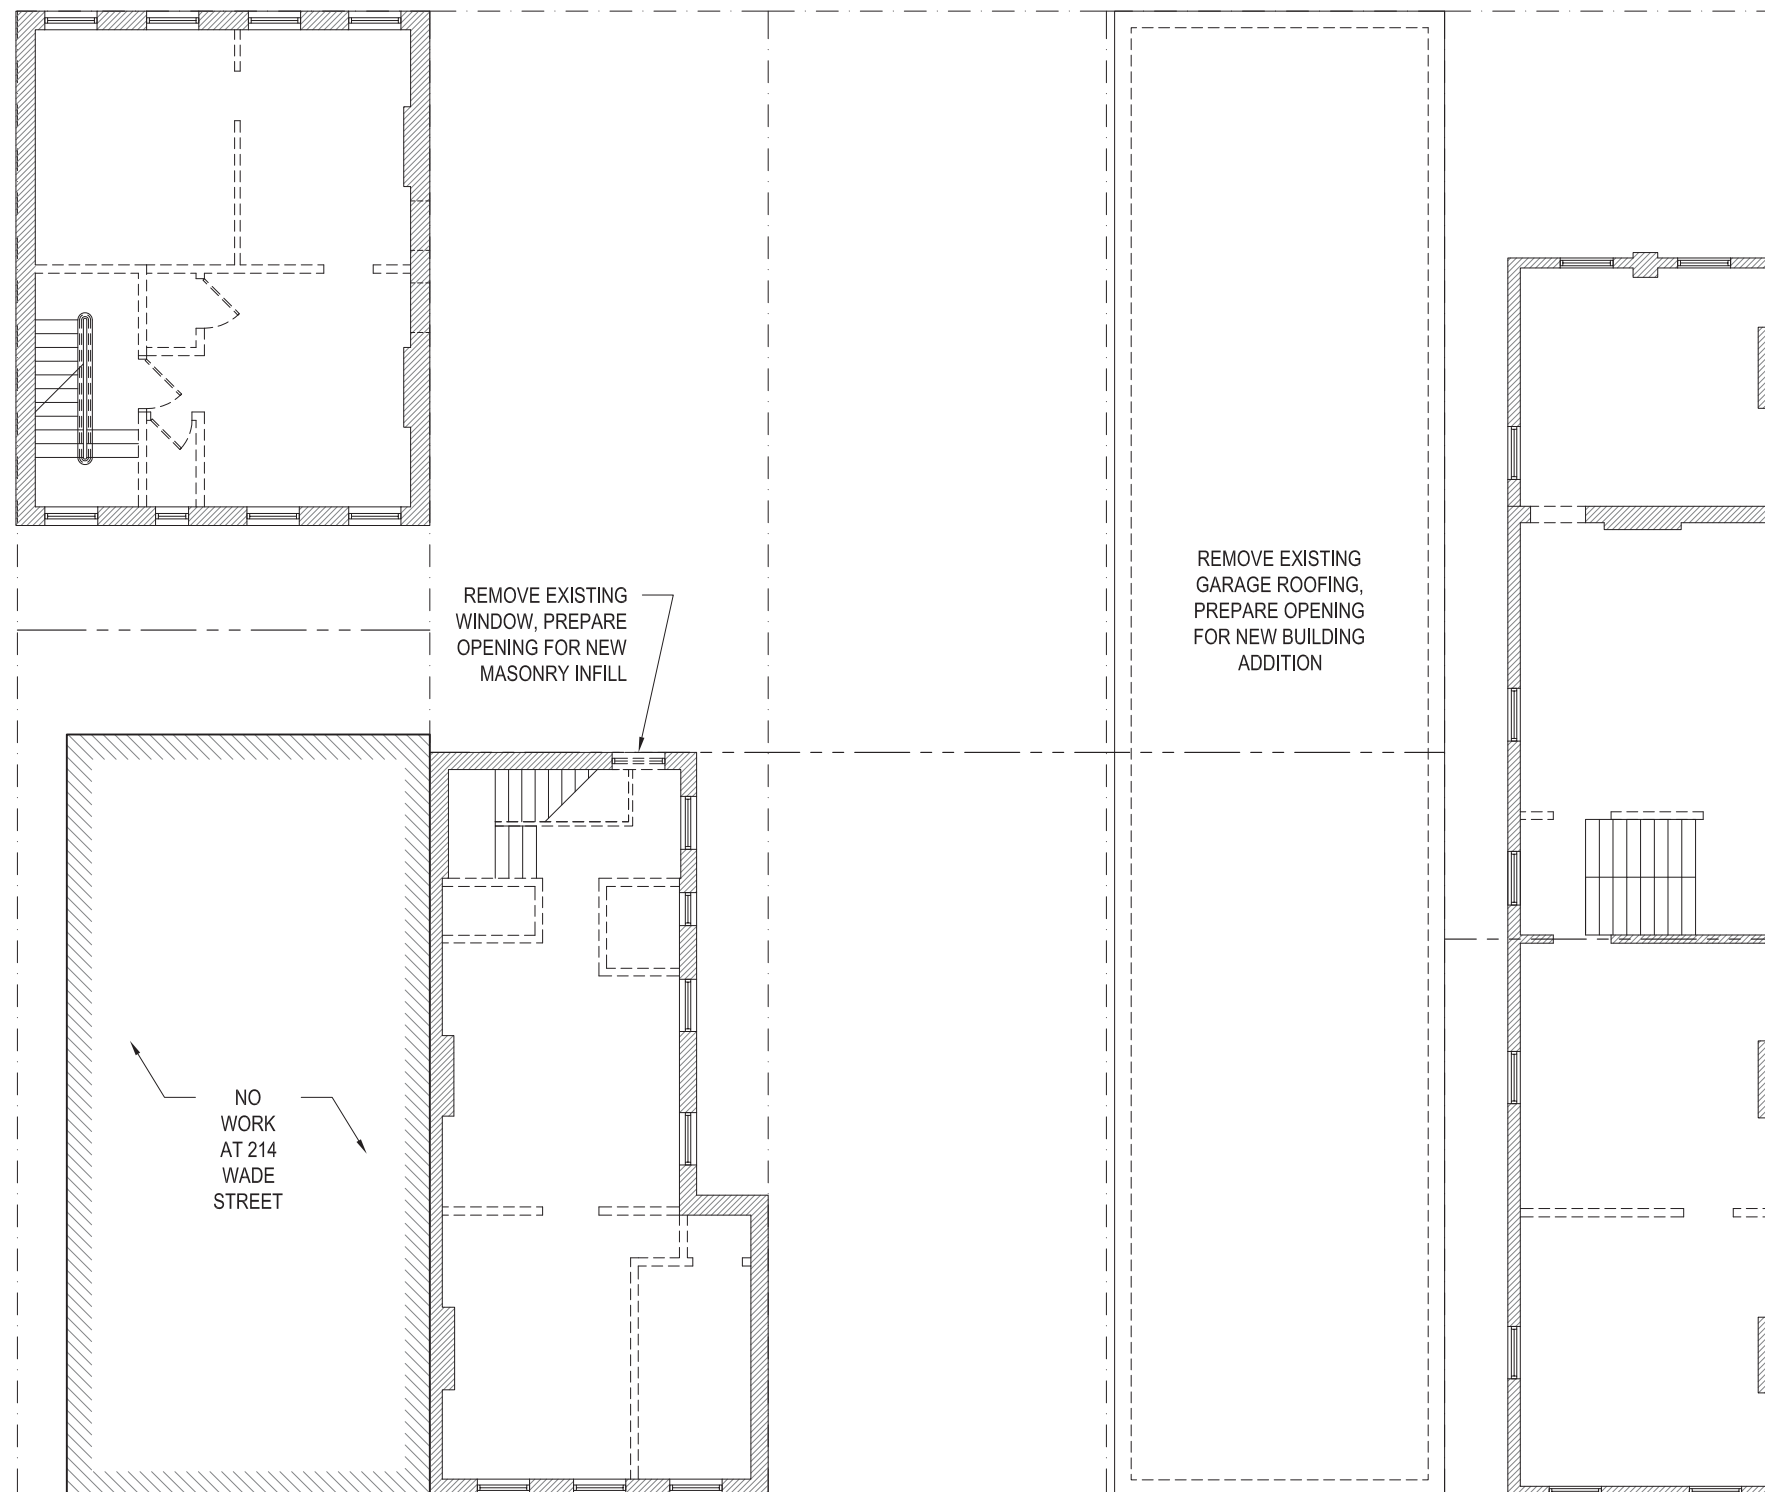 REMOVE EXISTING
WINDOW, PREPARE
OPENING FOR NEW
MASONRY INFILL
REMOVE EXISTING
GARAGE ROOFING,
PREPARE OPENING
FOR NEW BUILDING
ADDITION
NO
WORK
AT 214
WADE
STREET